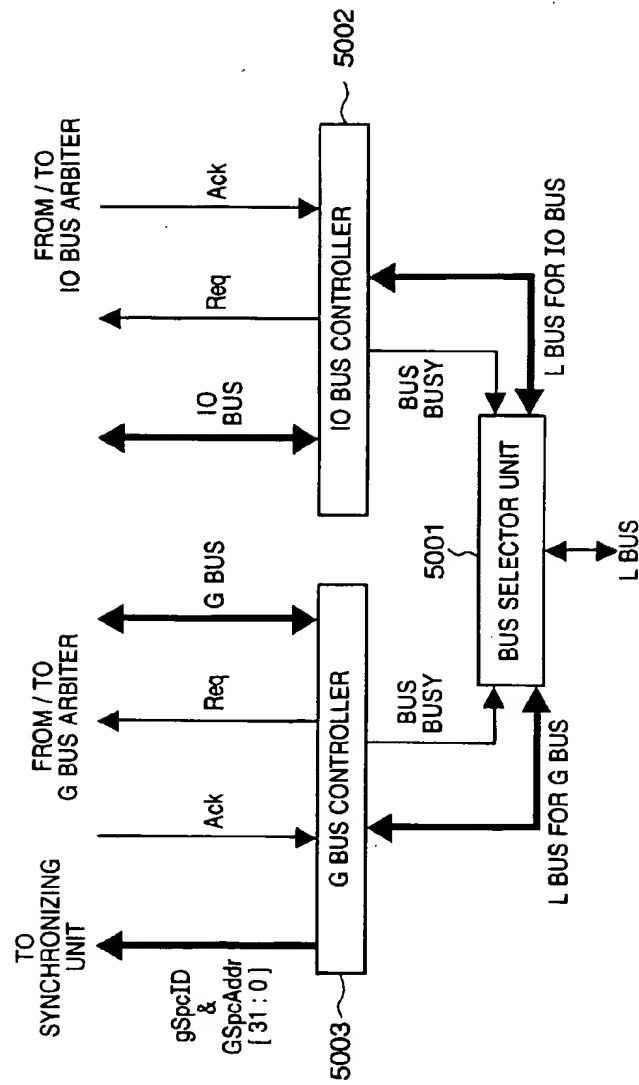 TO
SYNCHRONIZING
UNIT
FROM / TO
G BUS ARBITER
FROM / TO
IO BUS ARBITER
gSpcID
&
GSpcAddr
[ 31 : 0 ]
Ack
Req
G BUS
IO
BUS
Req
Ack
5003
G BUS CONTROLLER
IO BUS CONTROLLER
5002
BUS
BUSY
BUS
BUSY
5001
BUS SELECTOR UNIT
L BUS FOR G BUS
L BUS FOR IO BUS
L BUS